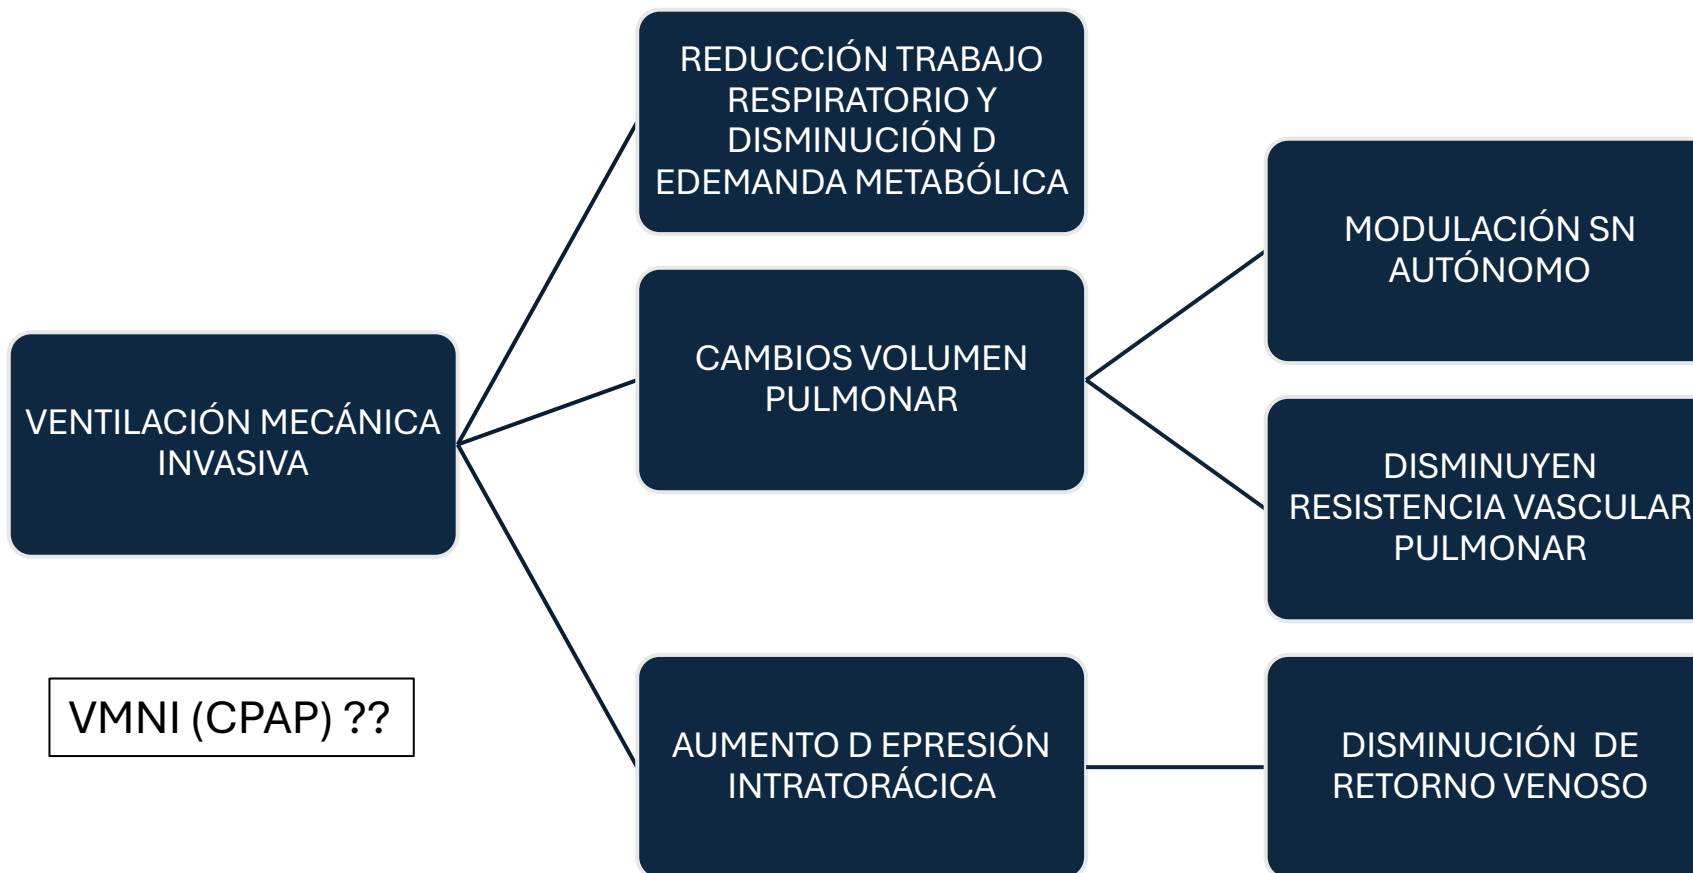 VENTILACIÓN MECÁNICA
INVASIVA
REDUCCIÓN TRABAJO
RESPIRATORIO Y
DISMINUCIÓN D
EDEMANDA METABÓLICA
CAMBIOS VOLUMEN
PULMONAR
MODULACIÓN SN
AUTÓNOMO
DISMINUYEN
RESISTENCIA VASCULAR
PULMONAR
AUMENTO D EPRESIÓN
INTRATORÁCICA
DISMINUCIÓN  DE
RETORNO VENOSO
VMNI (CPAP) ??